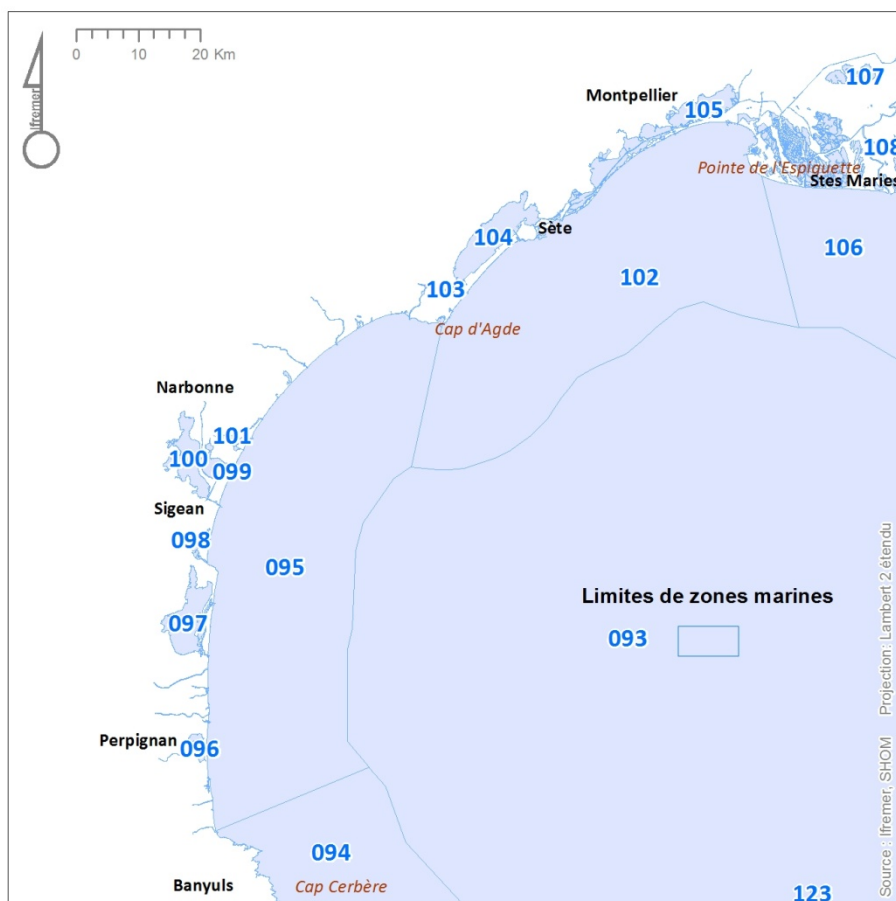 0 10 20 Km
Ifremer
107
Montpellier
105
108
Pointe de l'Espiguette
Stes Maries
Sète
104
106
102
103
Cap d'Agde
Narbonne
101
100
099
Sigean
098
095
Limites de zones marines
097
093
Perpignan
096
094
Banyuls
Cap Cerbère
123
Source : Ifremer, SHOM Projection: Lambert 2 étendu